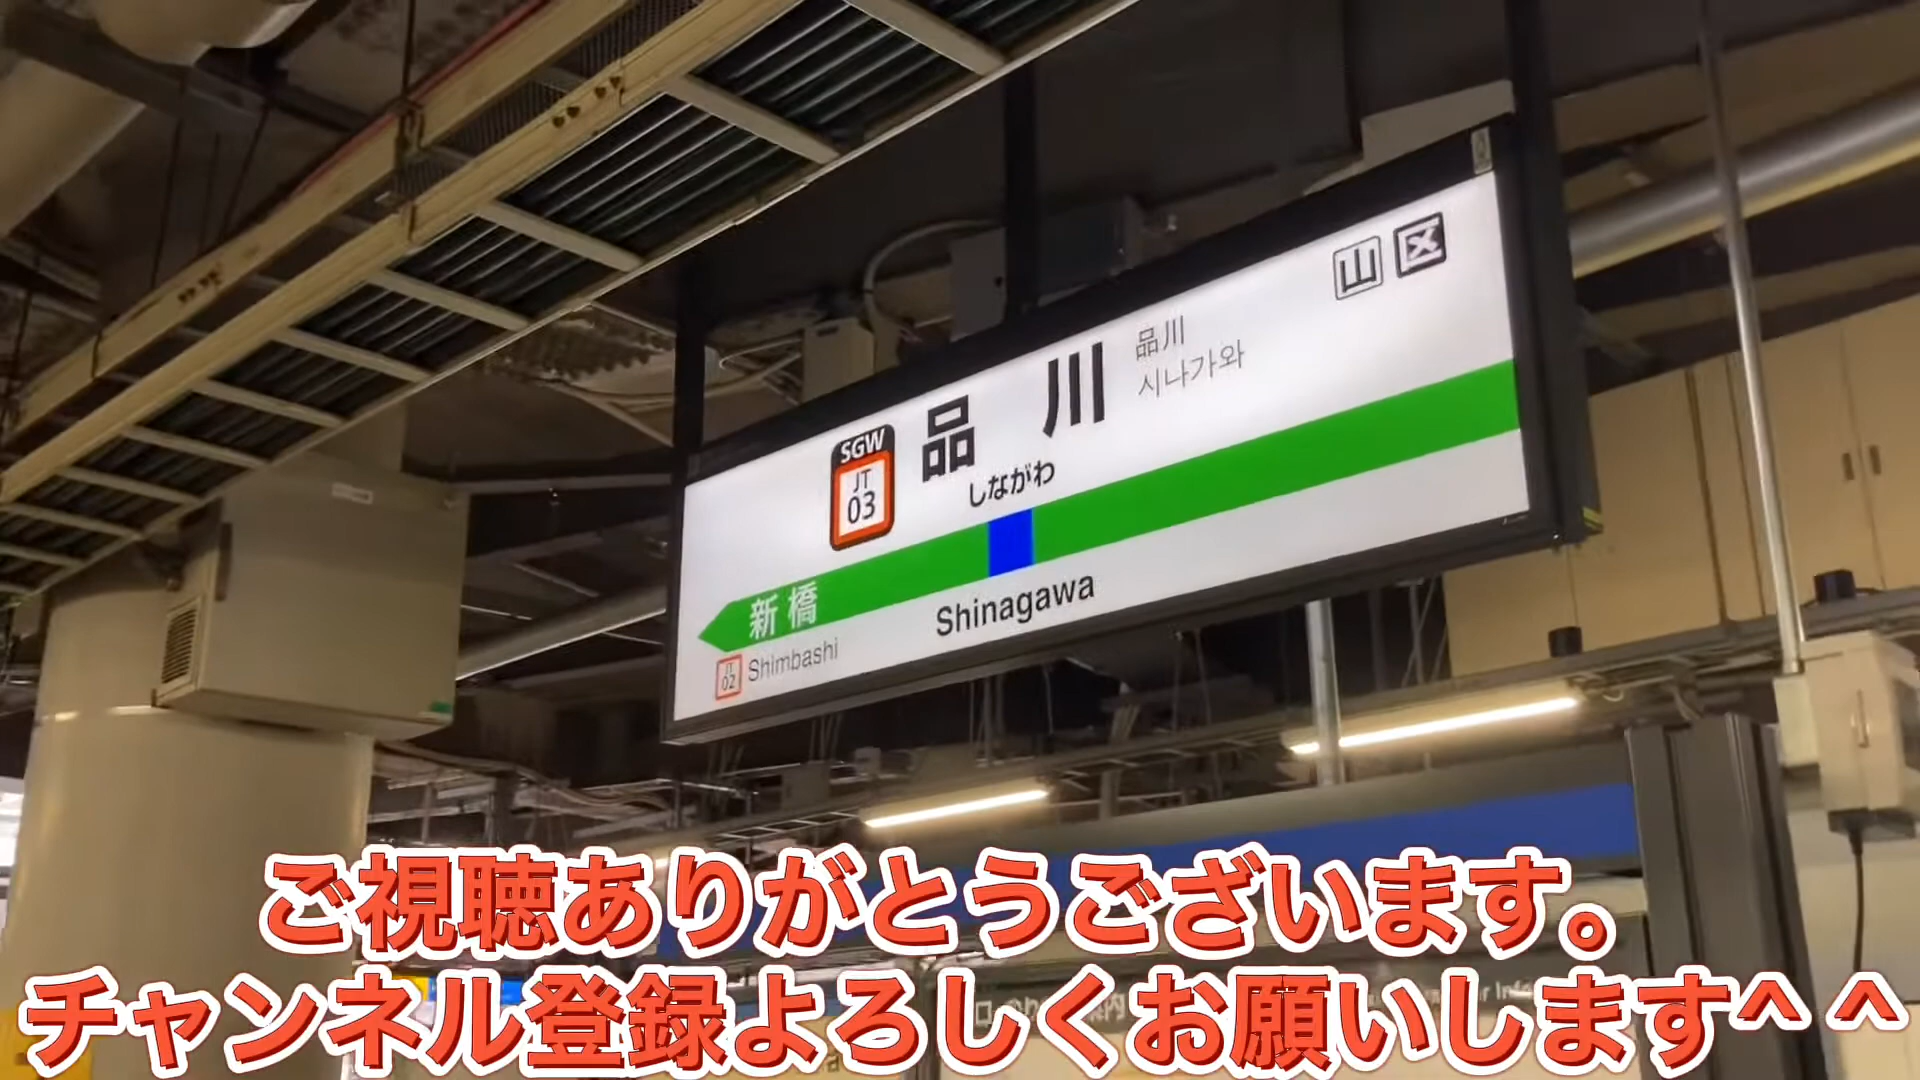 山 区
品川
시나가와
SGW
JT
03
品川
しながわ
新橋
Shinagawa
JT
02
Shimbashi
ご視聴ありがとうございます。
チャンネル登録よろしくお願いします^ ^